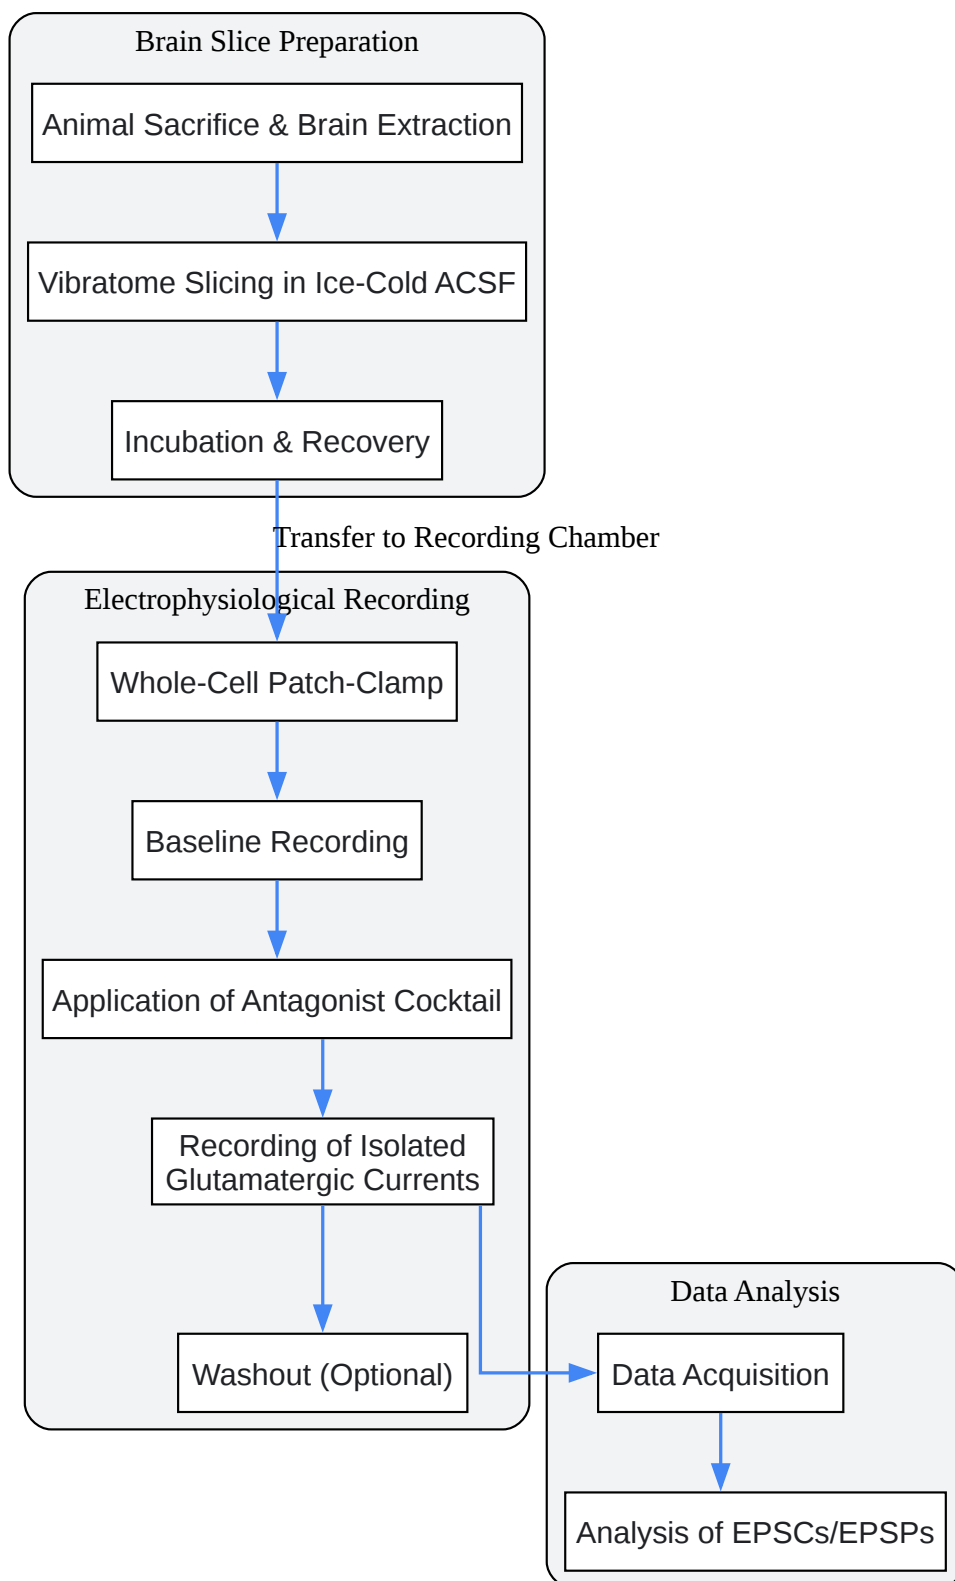 Brain Slice Preparation
Animal Sacrifice & Brain Extraction
Vibratome Slicing in Ice-Cold ACSF
Incubation & Recovery
Transfer to Recording Chamber
Electrophysiological Recording
Whole-Cell Patch-Clamp
Baseline Recording
Application of Antagonist Cocktail
Recording of Isolated
Glutamatergic Currents
Washout (Optional)
Data Analysis
Data Acquisition
Analysis of EPSCs/EPSPs